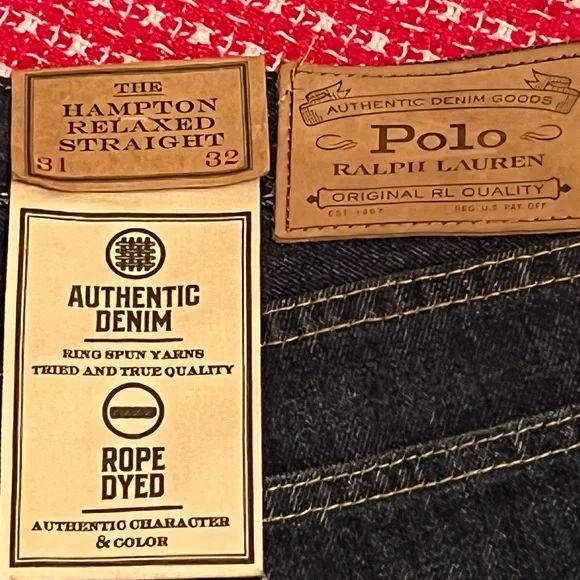 THE
HAMPTON
RELAXED
STRAIGHT
31 32
AUTHENTIC
DENIM
RING SPUN YARNS
TRIED AND TRUE QUALITY
ROPE
DYED
AUTHENTIC CHARACTER
& COLOR
AUTHENTIC DENIM GOODS
Polo
RALPH LAUREN
ORIGINAL RL QUALITY
EST. 1967 REG. U.S. PAT. OFF.